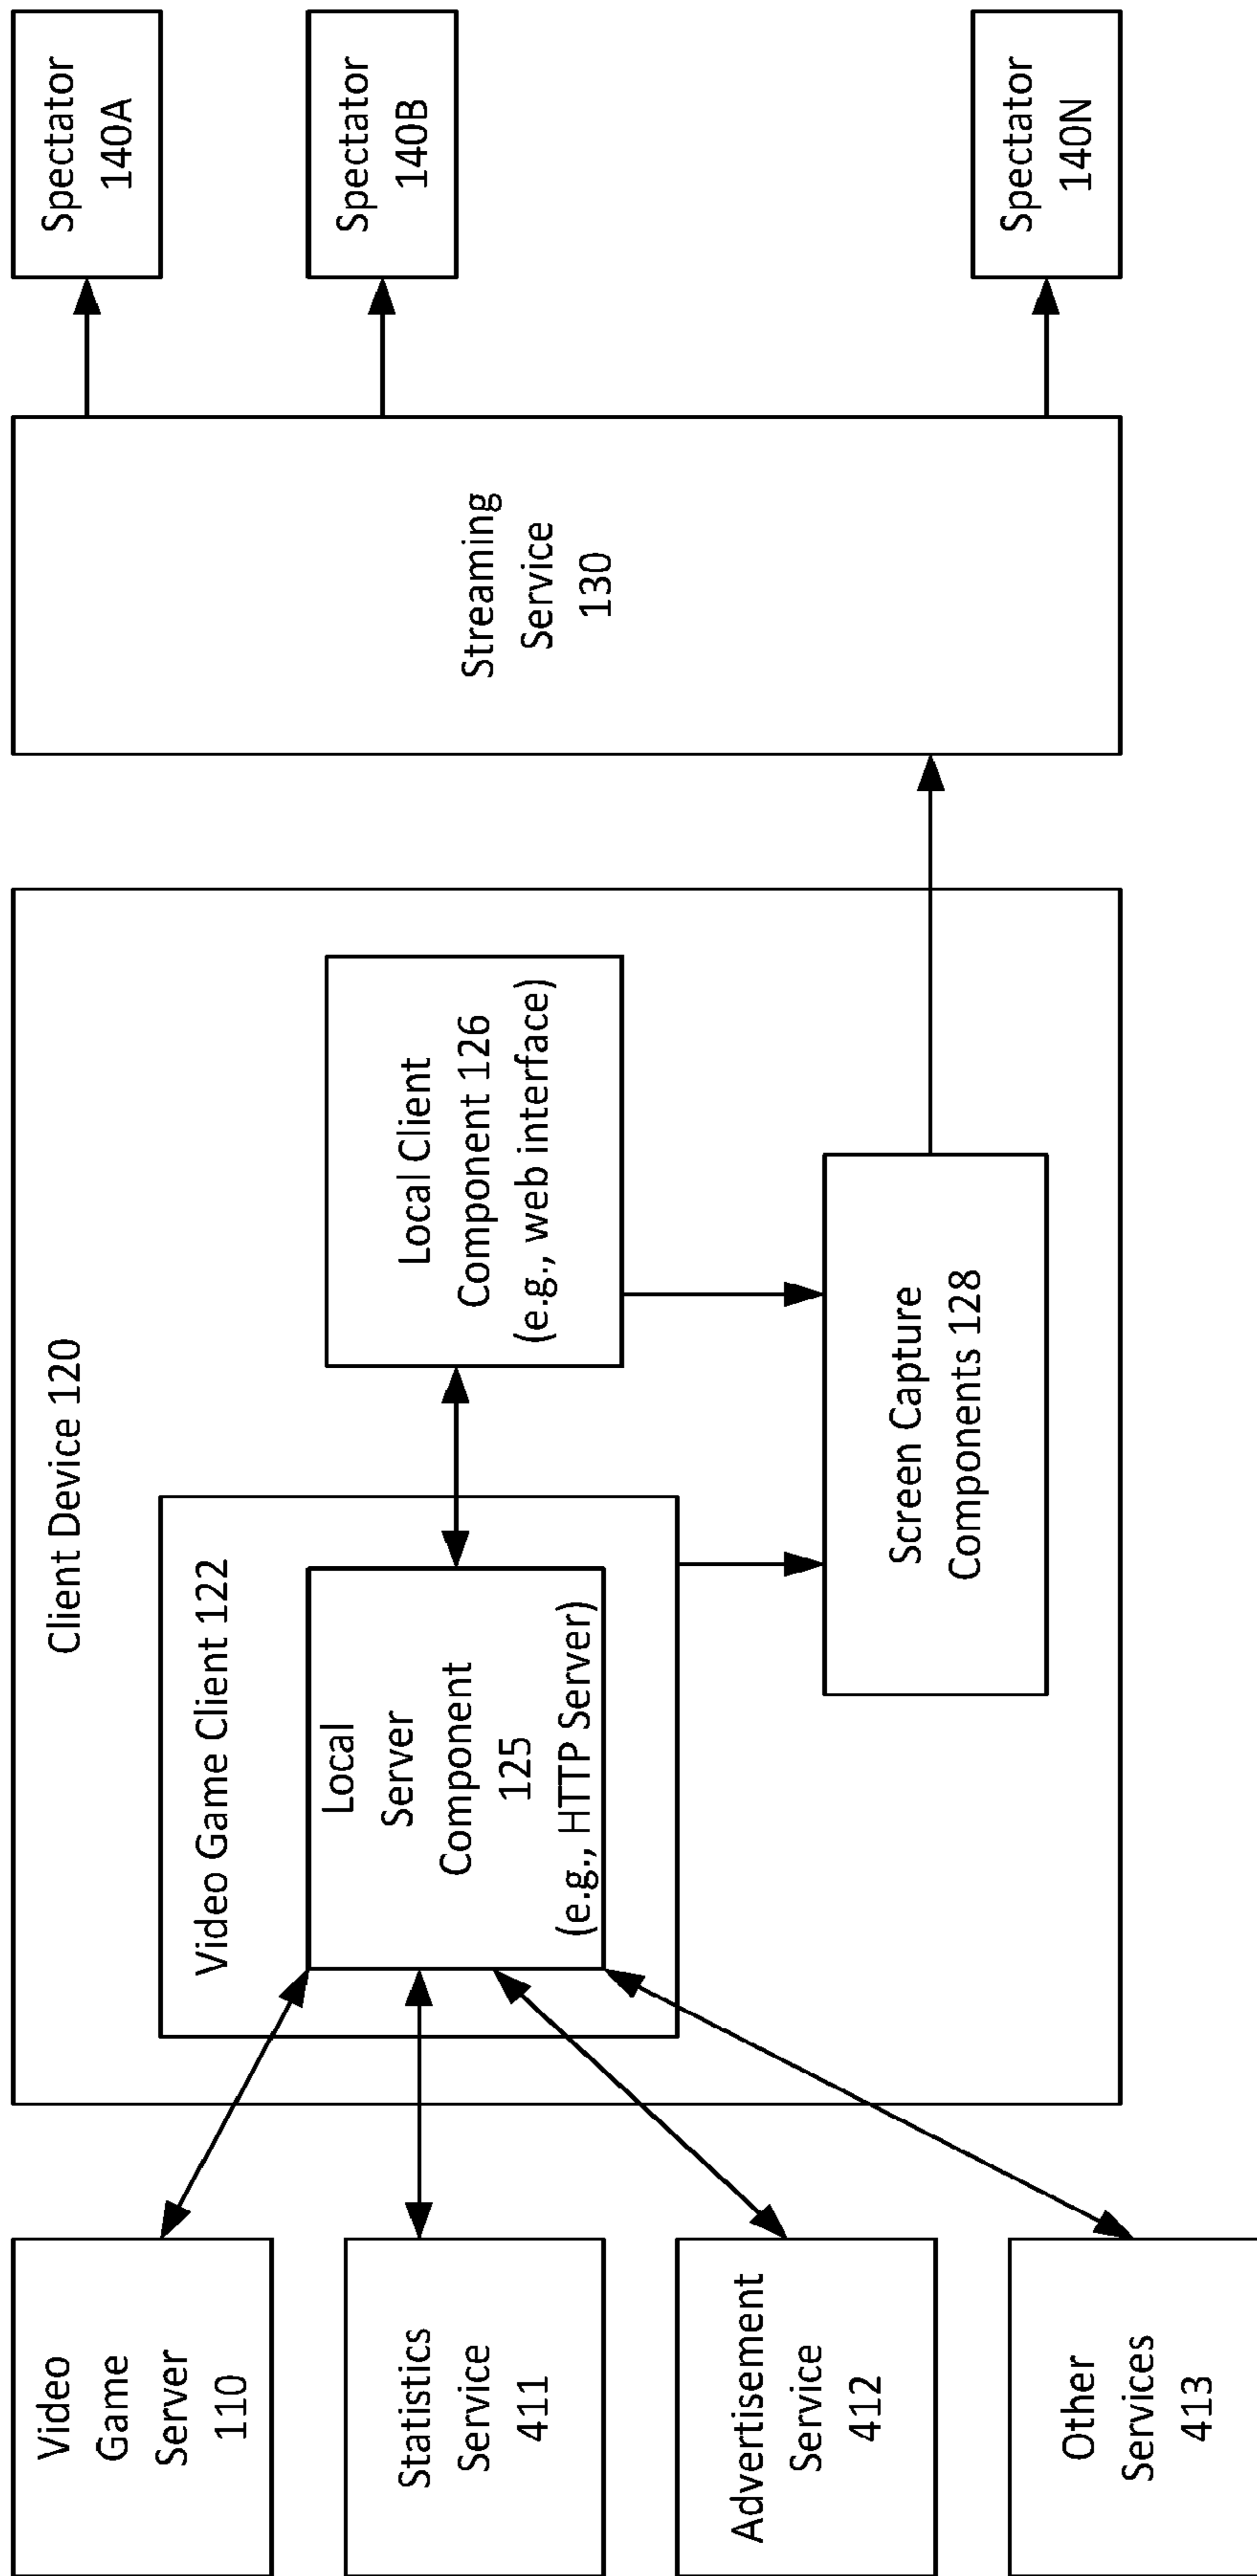 Video
Game
Server
110
Statistics
Service
411
Advertisement
Service
412
Other
Services
413
Client Device 120
Video Game Client 122
Local
Server
Component
125
(e.g., HTTP Server)
Local Client
Component 126
(e.g., web interface)
Screen Capture
Components 128
Streaming
Service
130
Spectator
140A
Spectator
140B
Spectator
140N